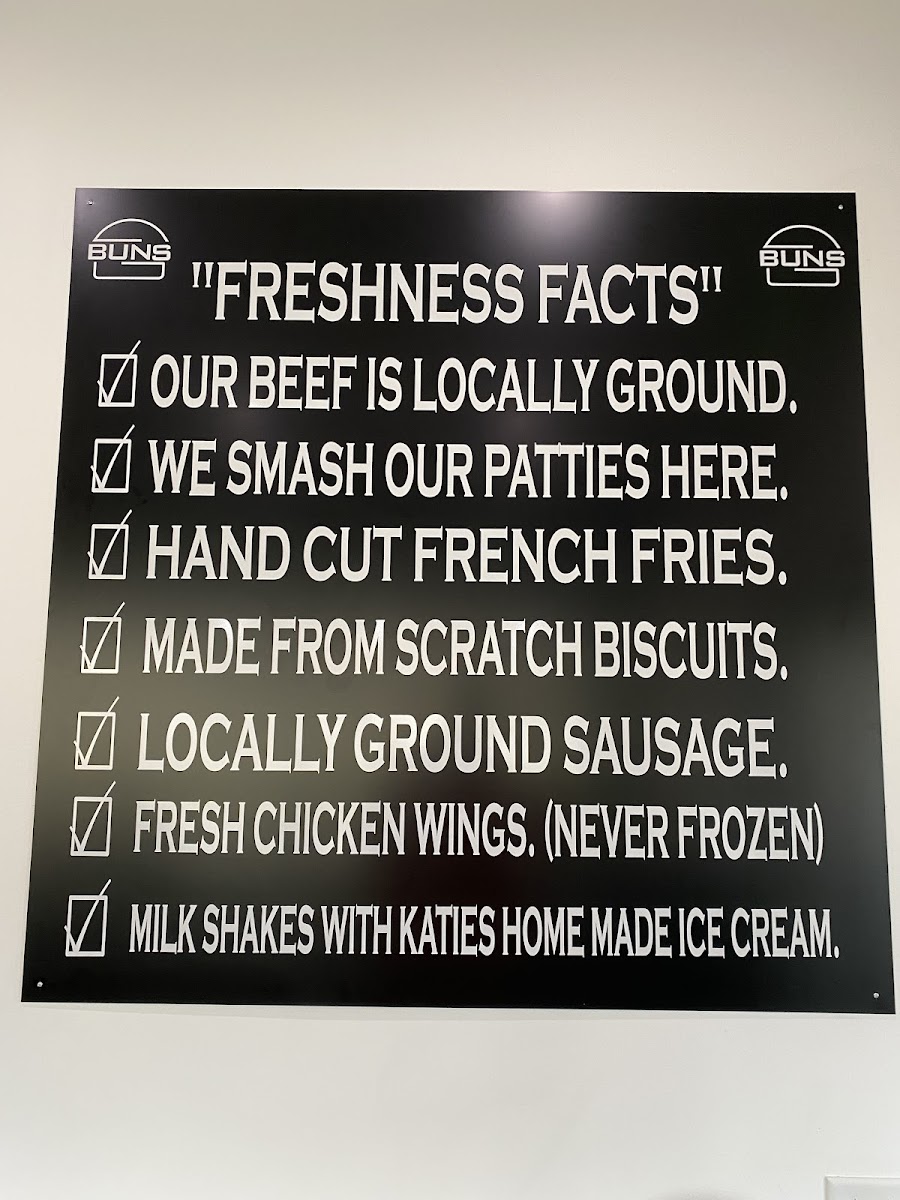 BUNS
BUNS
"FRESHNESS FACTS"
OUR BEEF IS LOCALLY GROUND.
WE SMASH OUR PATTIES HERE.
HAND CUT FRENCH FRIES.
MADE FROM SCRATCH BISCUITS.
LOCALLY GROUND SAUSAGE.
FRESH CHICKEN WINGS. (NEVER FROZEN)
MILK SHAKES WITH KATIES HOME MADE ICE CREAM.